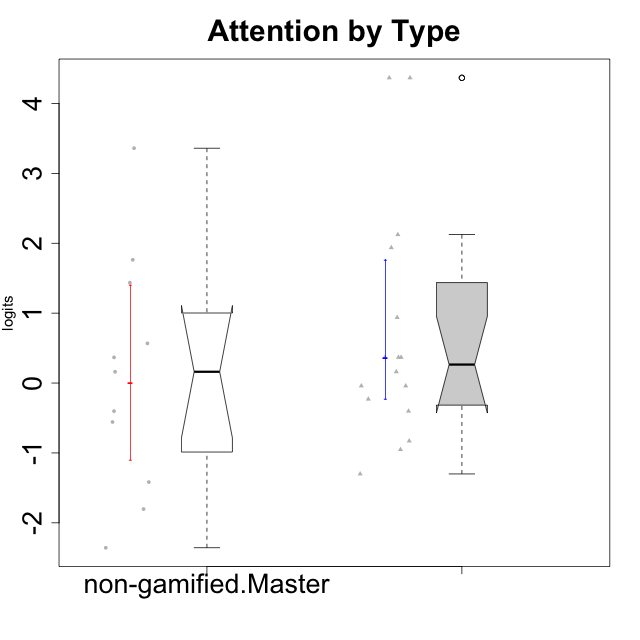 Attention by Type
4
3
2
1
0
-1
-2
logits
non-gamified.Master